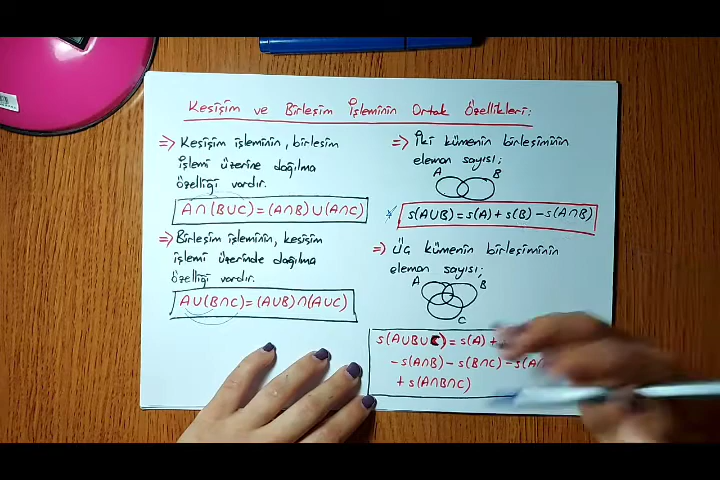 Kesişim ve Birleşim İşleminin Ortak Özellikleri:
=> Kesişim işleminin, birleşim
işlemi üzerine dağılma
özelliği vardır.
A∩(B∪C)=(A∩B)∪(A∩C)
=> Birleşim işleminin, kesişim
işlemi üzerinde dağılma
özelliği vardır.
A∪(B∩C)=(A∪B)∩(A∪C)
=> İki kümenin birleşiminin
eleman sayısı;
A B
s(A∪B)=s(A)+s(B)-s(A∩B)
=> Üç kümenin birleşiminin
eleman sayısı;
A B
C
s(A∪B∪C)=s(A)+
-s(A∩B)-s(B∩C)-s(A∩
+s(A∩B∩C)